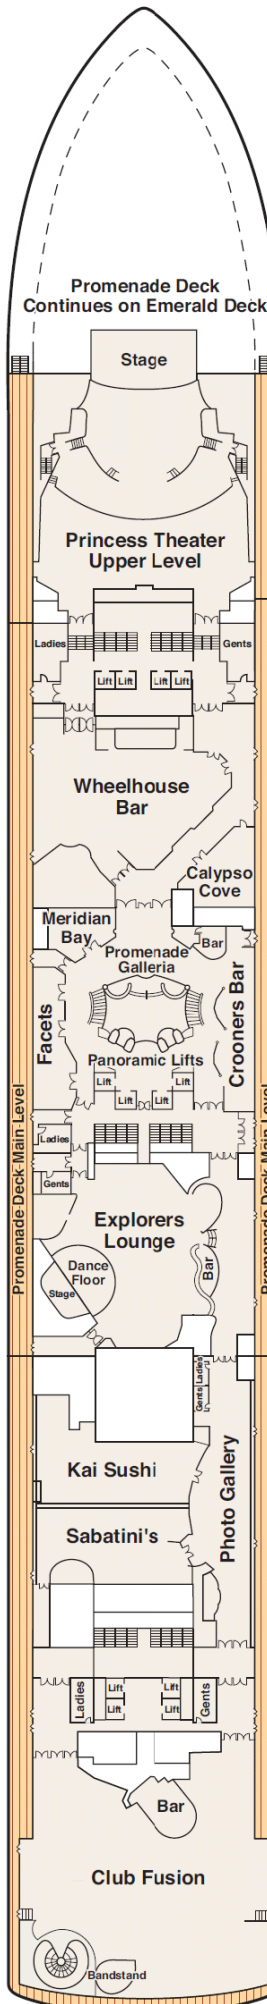 Promenade Deck
Continues on Emerald Deck
Stage
Princess Theater
Upper Level
Ladies
Gents
Lift
Lift
Lift
Lift
Wheelhouse
Bar
Calypso
Cove
Meridian
Bay
Bar
Promenade
Galleria
Facets
Crooners Bar
Panoramic Lifts
Lift
Lift
Lift
Lift
Promenade Deck Main Level
Promenade Deck Main Level
Ladies
Gents
Explorers
Lounge
Dance
Floor
Stage
Bar
Ladies
Gents
Kai Sushi
Photo Gallery
Sabatini's
Ladies
Lift
Lift
Lift
Lift
Gents
Bar
Club Fusion
Bandstand